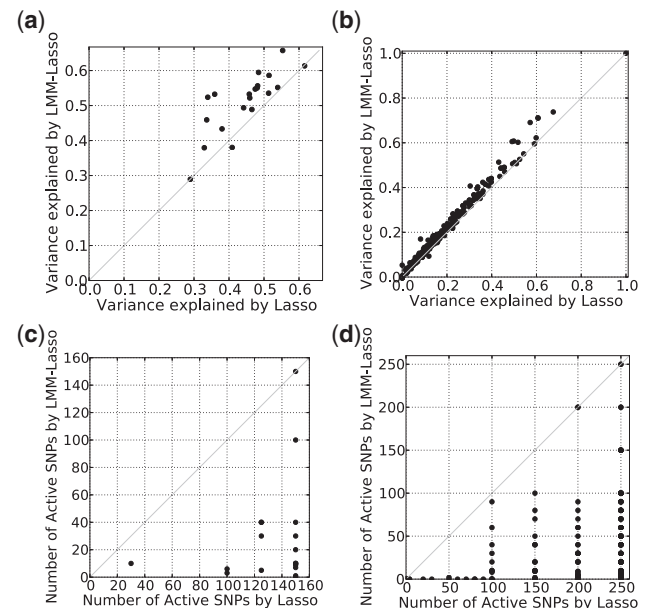 (a)
Variance explained by LMM-Lasso
0.6
0.5
0.4
0.3
0.2
0.1
0.0
0.0 0.1 0.2 0.3 0.4 0.5 0.6
Variance explained by Lasso
(b)
Variance explained by LMM-Lasso
1.0
0.8
0.6
0.4
0.2
0.0
0.0 0.2 0.4 0.6 0.8 1.0
Variance explained by Lasso
(c)
Number of Active SNPs by LMM-Lasso
160
140
120
100
80
60
40
20
0
0 20 40 60 80 100 120 140 160
Number of Active SNPs by Lasso
(d)
Number of Active SNPs by LMM-Lasso
250
200
150
100
50
0
0 50 100 150 200 250
Number of Active SNPs by Lasso